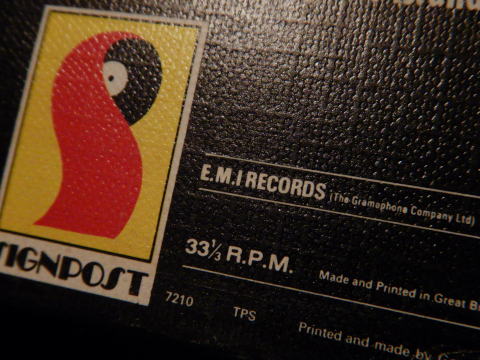 SIGNPOST
E.M.I RECORDS (The Gramophone Company Ltd)
33⅓ R.P.M. Made and Printed in Great
7210 TPS
Printed and made by